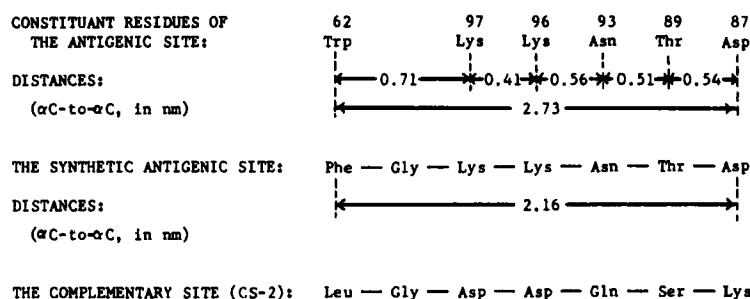 CONSTITUANT RESIDUES OF 62 97 96 93 89 87
THE ANTIGENIC SITE: Trp Lys Lys Asn Thr Asp
DISTANCES: 0.71 0.41 0.56 0.51 0.54
(αC-to-αC, in nm) 2.73
THE SYNTHETIC ANTIGENIC SITE: Phe — Gly — Lys — Lys — Asn — Thr — Asp
DISTANCES: 2.16
(αC-to-αC, in nm)
THE COMPLEMENTARY SITE (CS-2): Leu — Gly — Asp — Asp — Gln — Ser — Lys